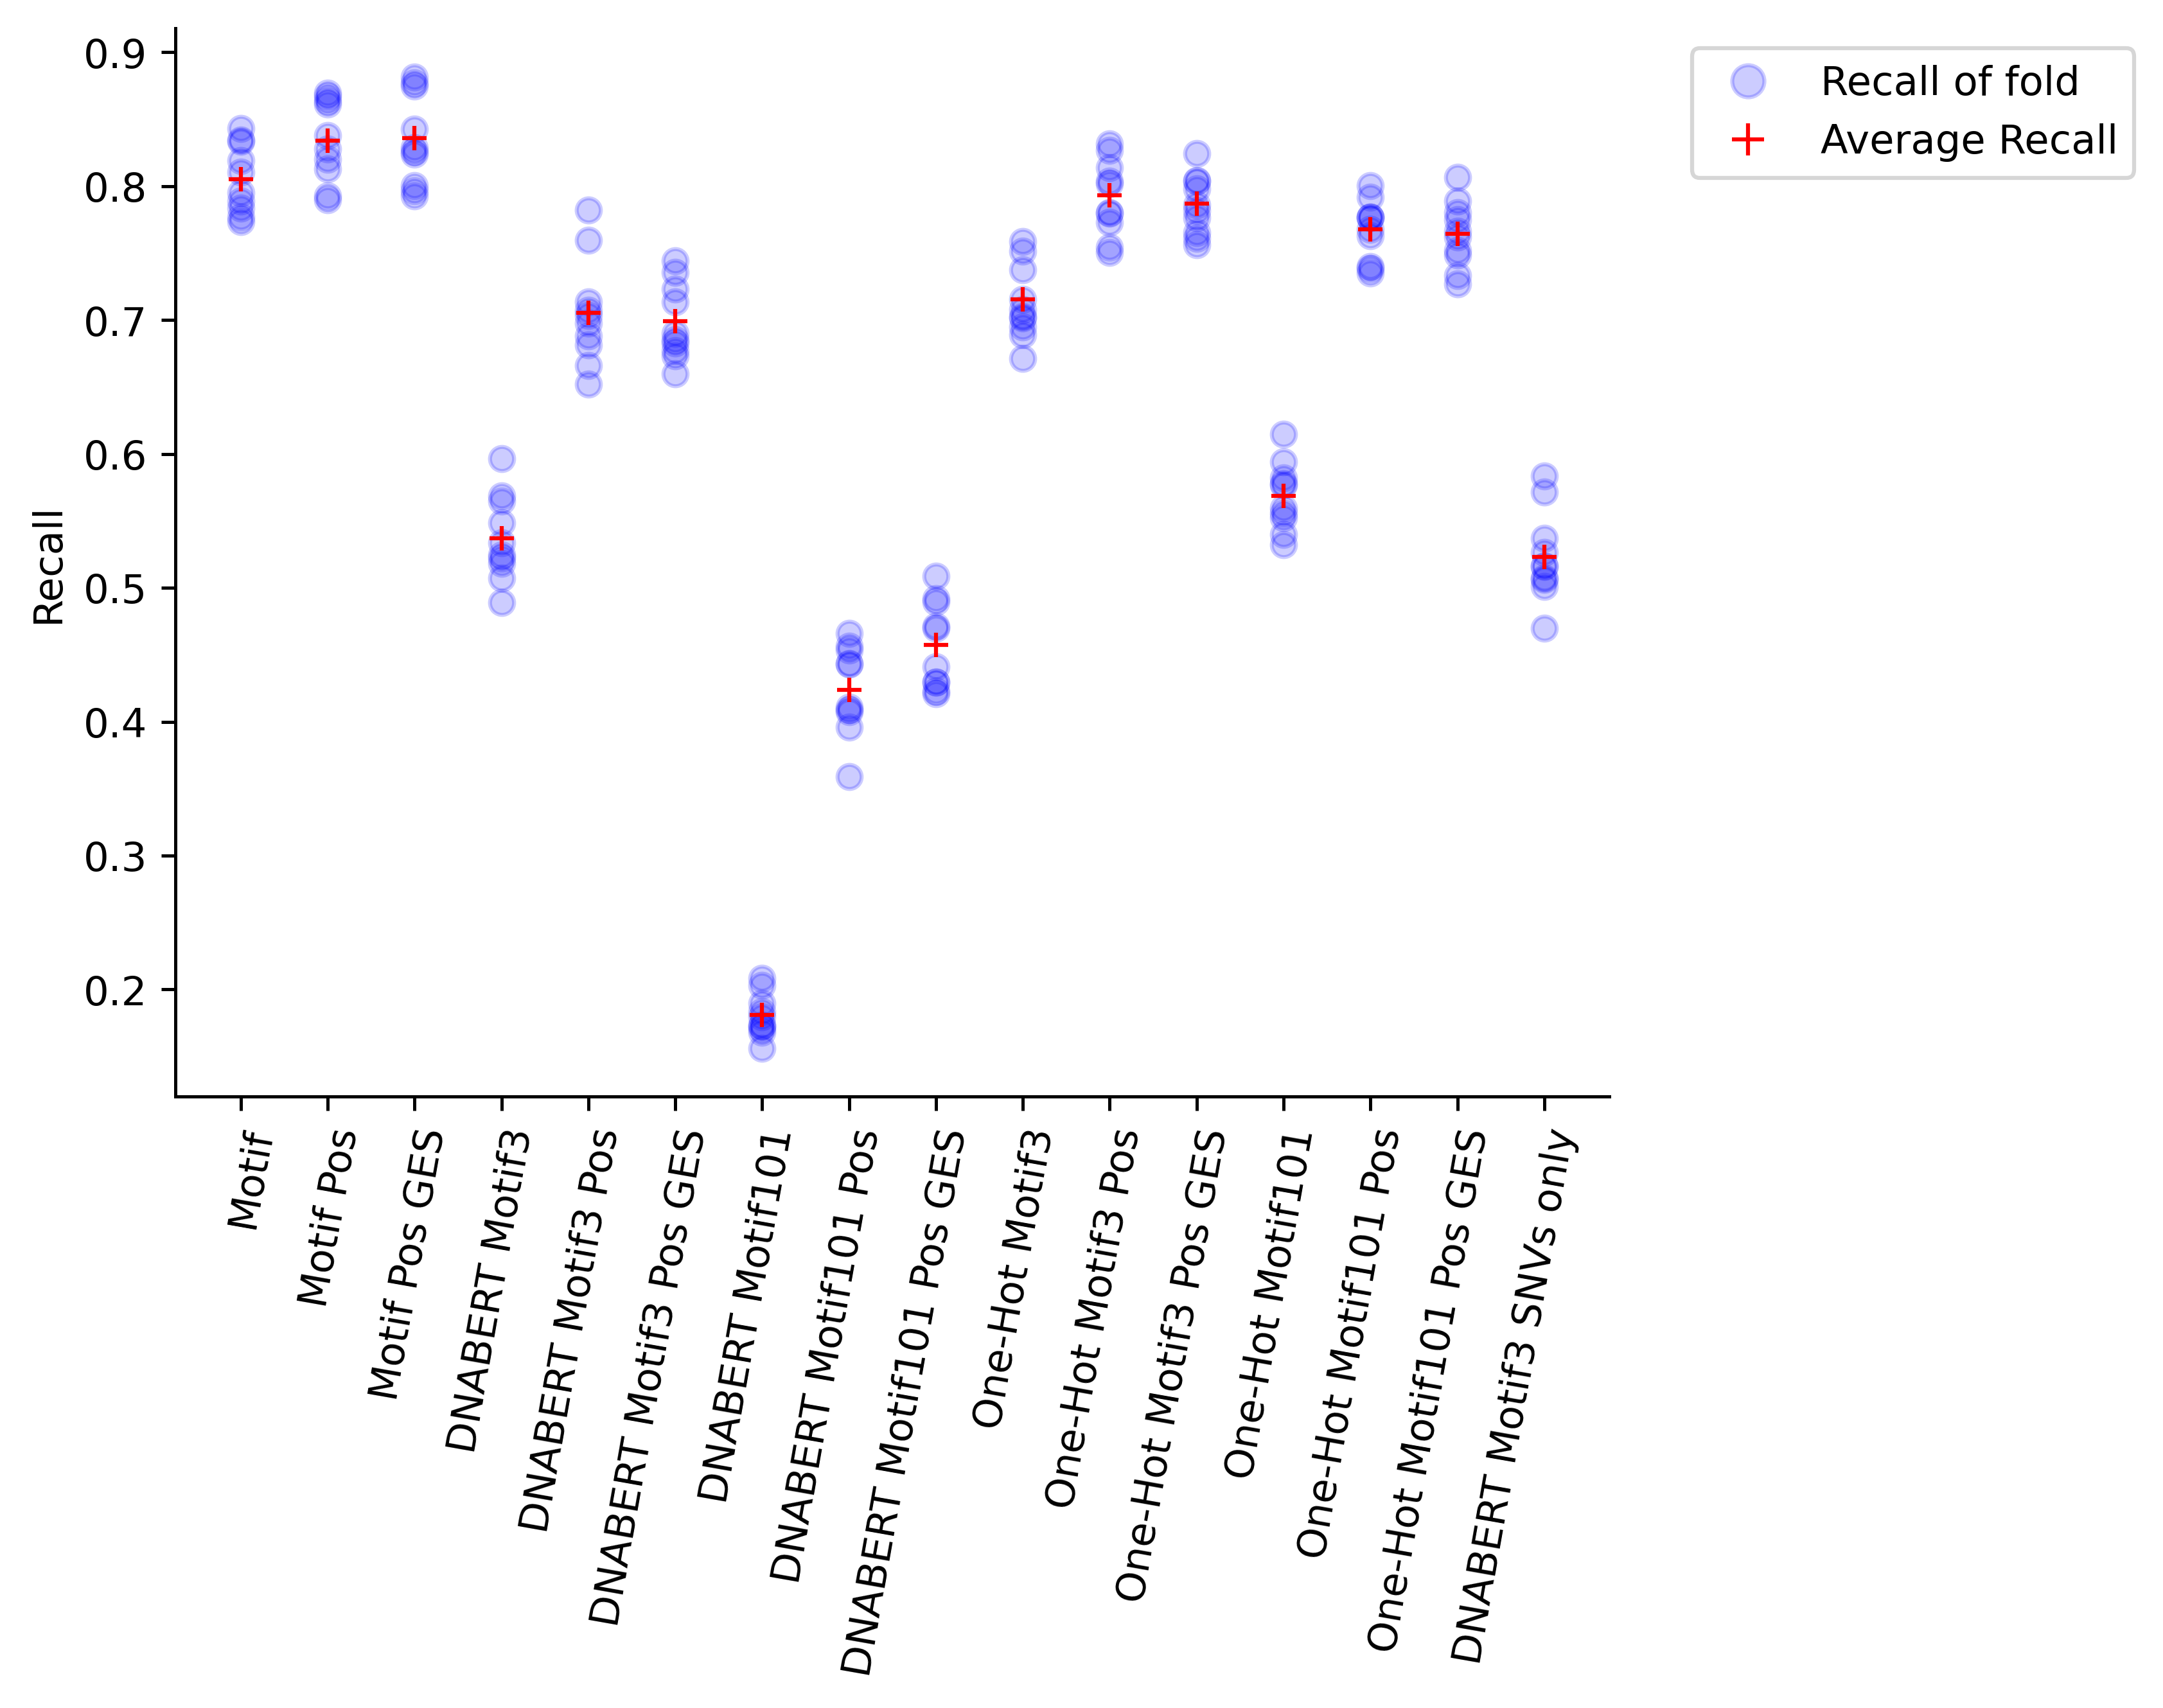 Recall of fold
Average Recall
Recall
0.9
0.8
0.7
0.6
0.5
0.4
0.3
0.2
Motif
Motif Pos
Motif Pos GES
DNABERT Motif3
DNABERT Motif3 Pos
DNABERT Motif3 Pos GES
DNABERT Motif101
DNABERT Motif101 Pos
DNABERT Motif101 Pos GES
One-Hot Motif3
One-Hot Motif3 Pos
One-Hot Motif3 Pos GES
One-Hot Motif101
One-Hot Motif101 Pos
One-Hot Motif101 Pos GES
DNABERT Motif3 SNVs only